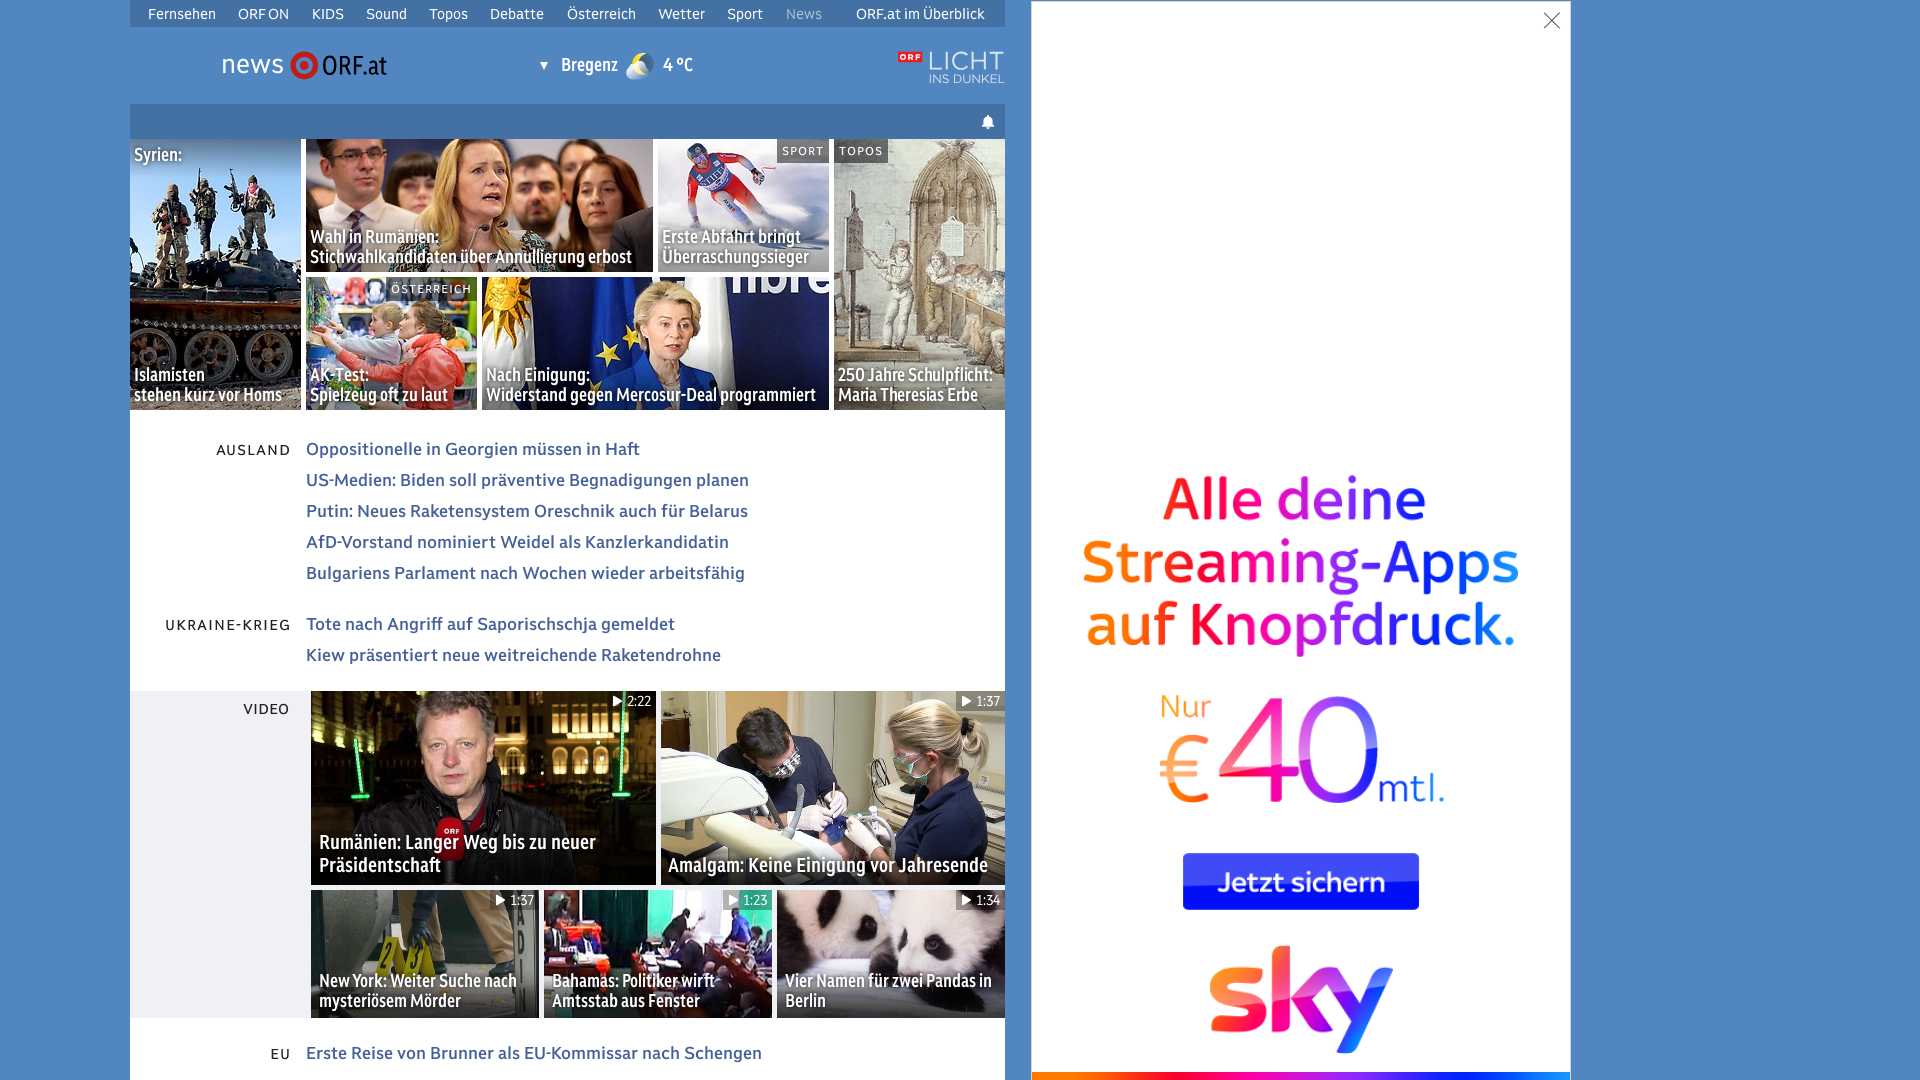 Fernsehen ORF ON KIDS Sound Topos Debatte Österreich Wetter Sport News ORF.at im Überblick
news ORF.at
Bregenz 4 °C
ORF LICHT
INS DUNKEL
Syrien:
Islamisten
stehen kurz vor Homs
Wahl in Rumänien:
Stichwahlkandidaten über Annullierung erbost
SPORT
Erste Abfahrt bringt
Überraschungssieger
TOPOS
250 Jahre Schulpflicht:
Maria Theresias Erbe
ÖSTERREICH
AK-Test:
Spielzeug oft zu laut
Nach Einigung:
Widerstand gegen Mercosur-Deal programmiert
AUSLAND
Oppositionelle in Georgien müssen in Haft
US-Medien: Biden soll präventive Begnadigungen planen
Putin: Neues Raketensystem Oreschnik auch für Belarus
AfD-Vorstand nominiert Weidel als Kanzlerkandidatin
Bulgariens Parlament nach Wochen wieder arbeitsfähig
UKRAINE-KRIEG
Tote nach Angriff auf Saporischschja gemeldet
Kiew präsentiert neue weitreichende Raketendrohne
VIDEO
2:22
ORF
Rumänien: Langer Weg bis zu neuer
Präsidentschaft
1:37
Amalgam: Keine Einigung vor Jahresende
1:37
New York: Weiter Suche nach
mysteriösem Mörder
1:23
Bahamas: Politiker wirft
Amtsstab aus Fenster
1:34
Vier Namen für zwei Pandas in
Berlin
EU
Erste Reise von Brunner als EU-Kommissar nach Schengen
Alle deine
Streaming-Apps
auf Knopfdruck.
Nur
€ 40 mtl.
Jetzt sichern
sky